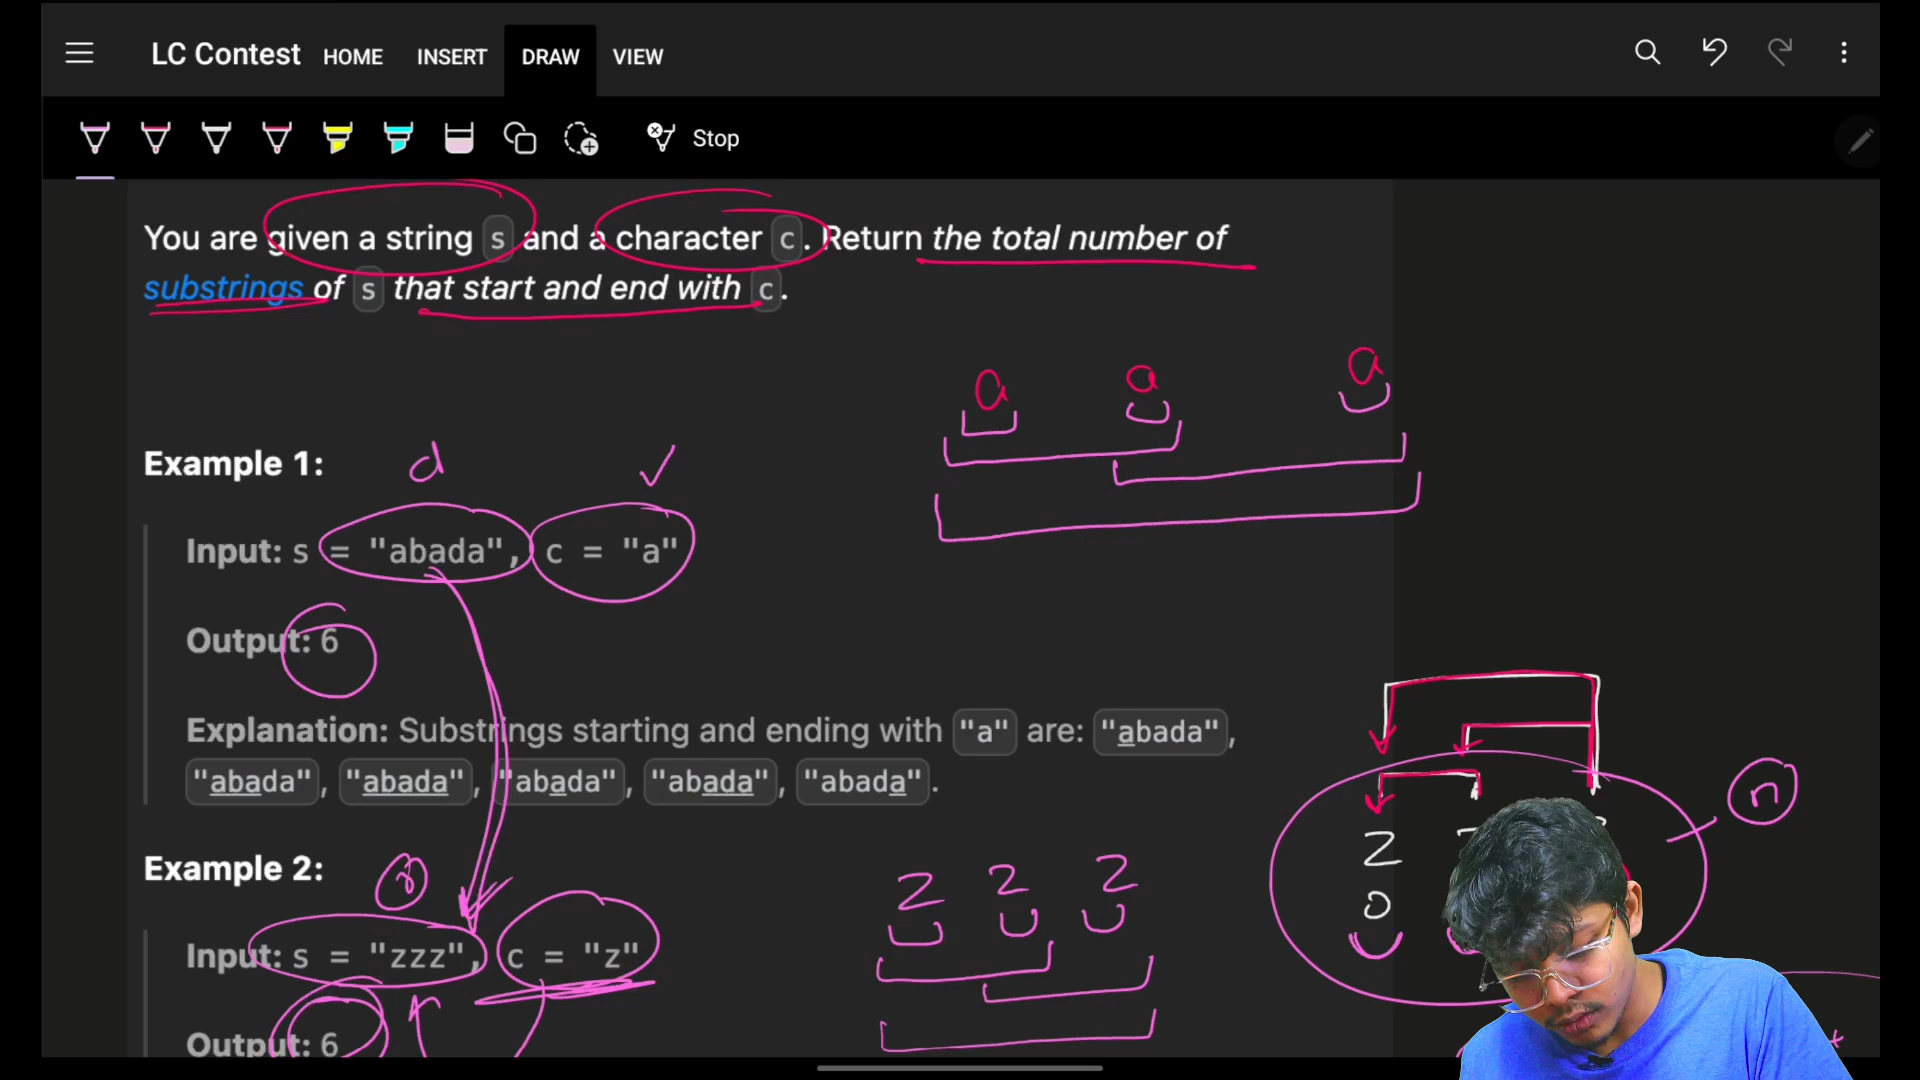 LC Contest HOME INSERT DRAW VIEW
Stop
You are given a string s and a character c. Return the total number of
substrings of s that start and end with c.
a a a
Example 1:
d
Input: s = "abada", c = "a"
Output: 6
Explanation: Substrings starting and ending with "a" are: "abada",
"abada", "abada", "abada", "abada", "abada".
n
Example 2:
z z z
z
0
Input: s = "zzz", c = "z"
Output: 6